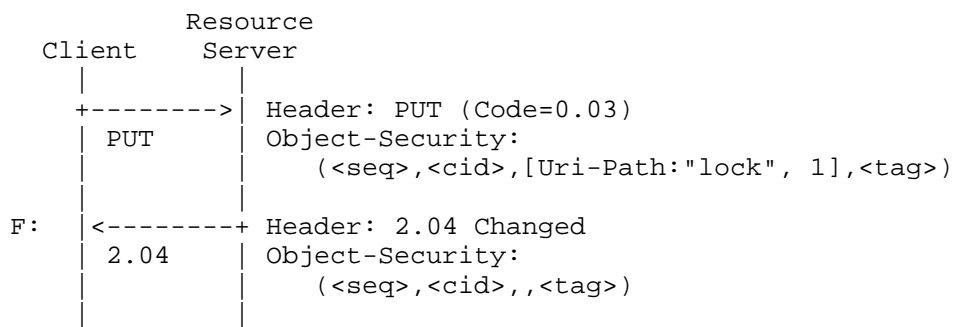 Resource
Client Server
Header: PUT (Code=0.03)
PUT Object-Security:
(<seq>,<cid>,[Uri-Path:"lock", 1],<tag>)
F: Header: 2.04 Changed
2.04 Object-Security:
(<seq>,<cid>,,<tag>)